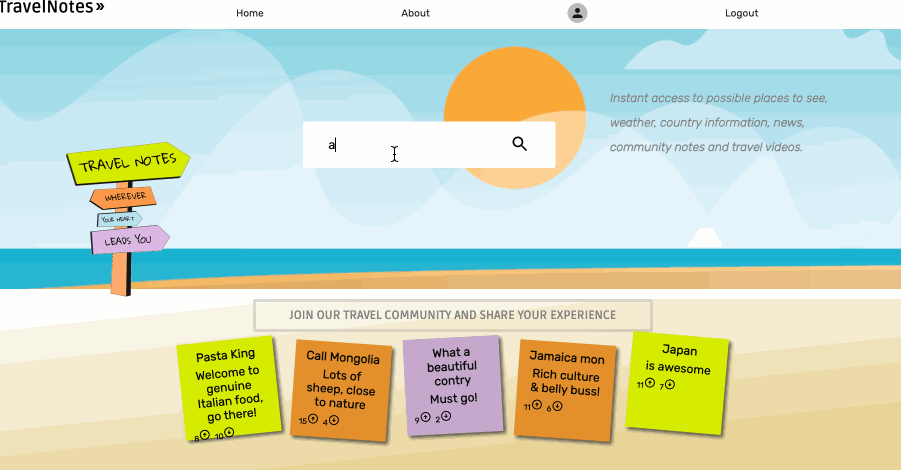 TravelNotes »
Home
About
Logout
Instant access to possible places to see,
weather, country information, news,
community notes and travel videos.
a
TRAVEL NOTES
WHEREVER
YOUR HEART
LEADS YOU
JOIN OUR TRAVEL COMMUNITY AND SHARE YOUR EXPERIENCE
Pasta King
Welcome to
genuine
Italian food,
go there!
8 10
Call Mongolia
Lots of
sheep, close
to nature
15 4
What a
beautiful
contry
Must go!
9 2
Jamaica mon
Rich culture
& belly buss!
11 6
Japan
is awesome
11 7